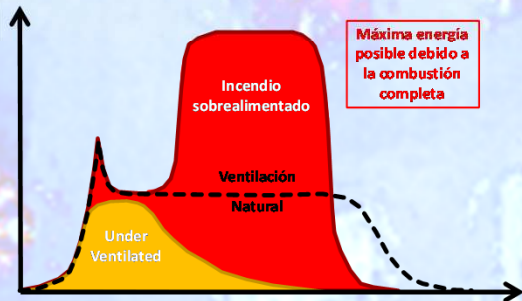 Máxima energía
posible debido a
la combustión
completa
Incendio
sobrealimentado
Ventilación
Natural
Under
Ventilated